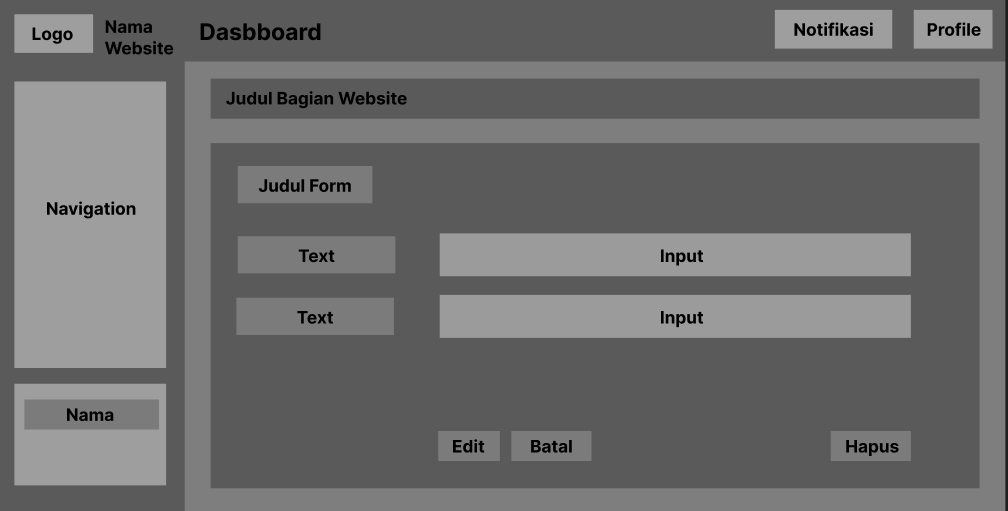 Logo
Nama
Website
Dasbboard
Notifikasi
Profile
Judul Bagian Website
Navigation
Judul Form
Text
Input
Text
Input
Nama
Edit
Batal
Hapus